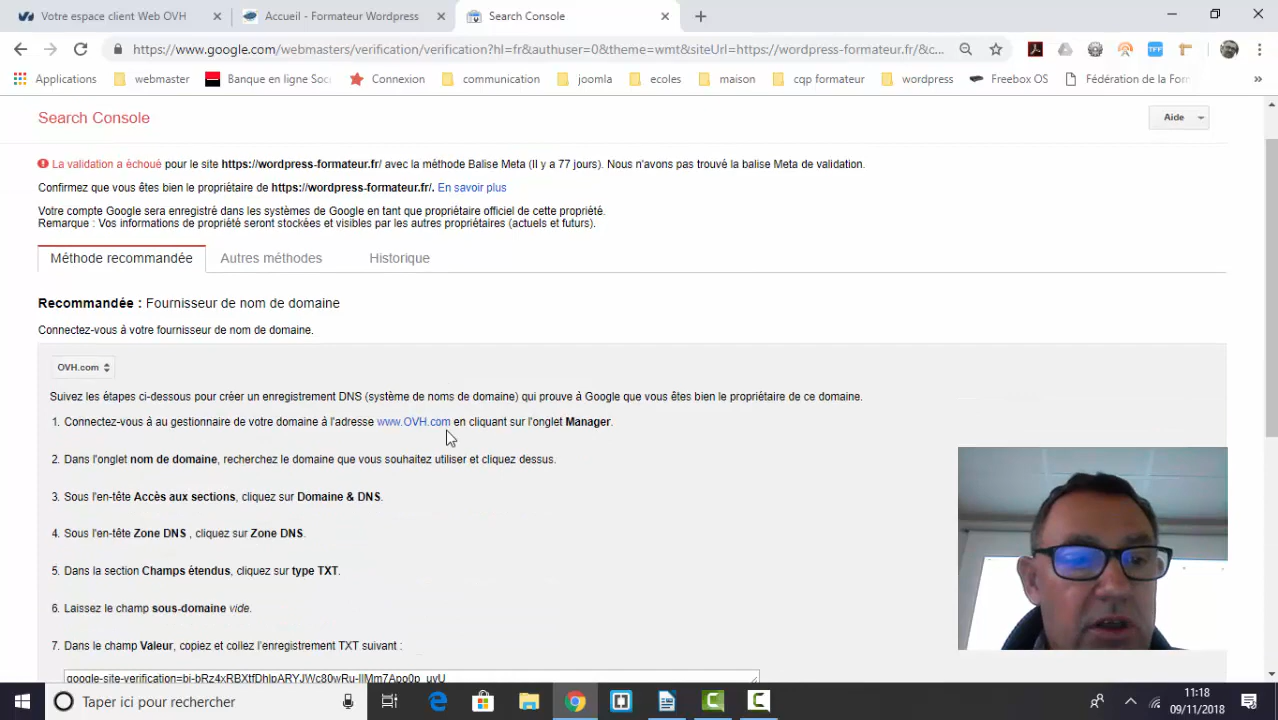 Votre espace client Web OVH
Accueil - Formateur Wordpress
Search Console
https://www.google.com/webmasters/verification/verification?hl=fr&authuser=0&theme=wmt&siteUrl=https://wordpress-formateur.fr/&c...
Applications
webmaster
Banque en ligne Soci
Connexion
communication
joomla
ecoles
maison
cqp formateur
wordpress
Freebox OS
Fédération de la Form
Search Console
Aide
La validation a échoué pour le site https://wordpress-formateur.fr/ avec la méthode Balise Meta (Il y a 77 jours). Nous n'avons pas trouvé la balise Meta de validation.
Confirmez que vous êtes bien le propriétaire de https://wordpress-formateur.fr/. En savoir plus
Votre compte Google sera enregistré dans les systèmes de Google en tant que propriétaire officiel de cette propriété.
Remarque : Vos informations de propriété seront stockées et visibles par les autres propriétaires (actuels et futurs).
Méthode recommandée
Autres méthodes
Historique
Recommandée : Fournisseur de nom de domaine
Connectez-vous à votre fournisseur de nom de domaine.
OVH.com
Suivez les étapes ci-dessous pour créer un enregistrement DNS (système de noms de domaine) qui prouve à Google que vous êtes bien le propriétaire de ce domaine.
1. Connectez-vous à au gestionnaire de votre domaine à l'adresse www.OVH.com en cliquant sur l'onglet Manager.
2. Dans l'onglet nom de domaine, recherchez le domaine que vous souhaitez utiliser et cliquez dessus.
3. Sous l'en-tête Accès aux sections, cliquez sur Domaine & DNS.
4. Sous l'en-tête Zone DNS , cliquez sur Zone DNS.
5. Dans la section Champs étendus, cliquez sur type TXT.
6. Laissez le champ sous-domaine vide.
7. Dans le champ Valeur, copiez et collez l'enregistrement TXT suivant :
Taper ici pour rechercher
11:18
09/11/2018